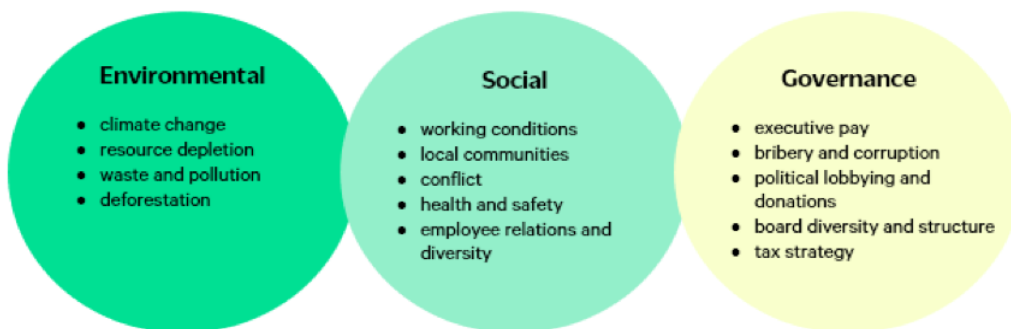 Environmental
• climate change
• resource depletion
• waste and pollution
• deforestation
Social
• working conditions
• local communities
• conflict
• health and safety
• employee relations and
diversity
Governance
• executive pay
• bribery and corruption
• political lobbying and
donations
• board diversity and structure
• tax strategy